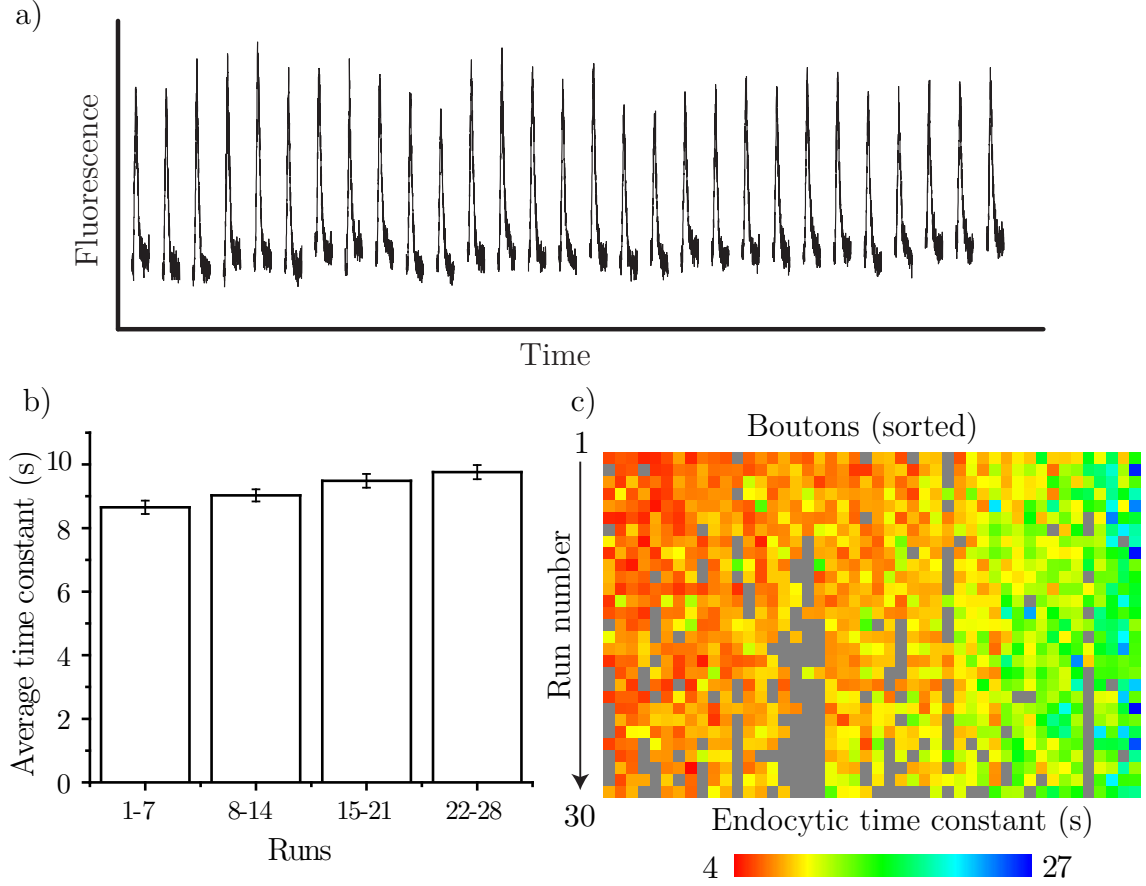 a)
Fluorescence
Time
b)
Average time constant (s)
10
8
6
4
2
0
1-7 8-14 15-21 22-28
Runs
c)
Boutons (sorted)
1
Run number
30
Endocytic time constant (s)
4 27